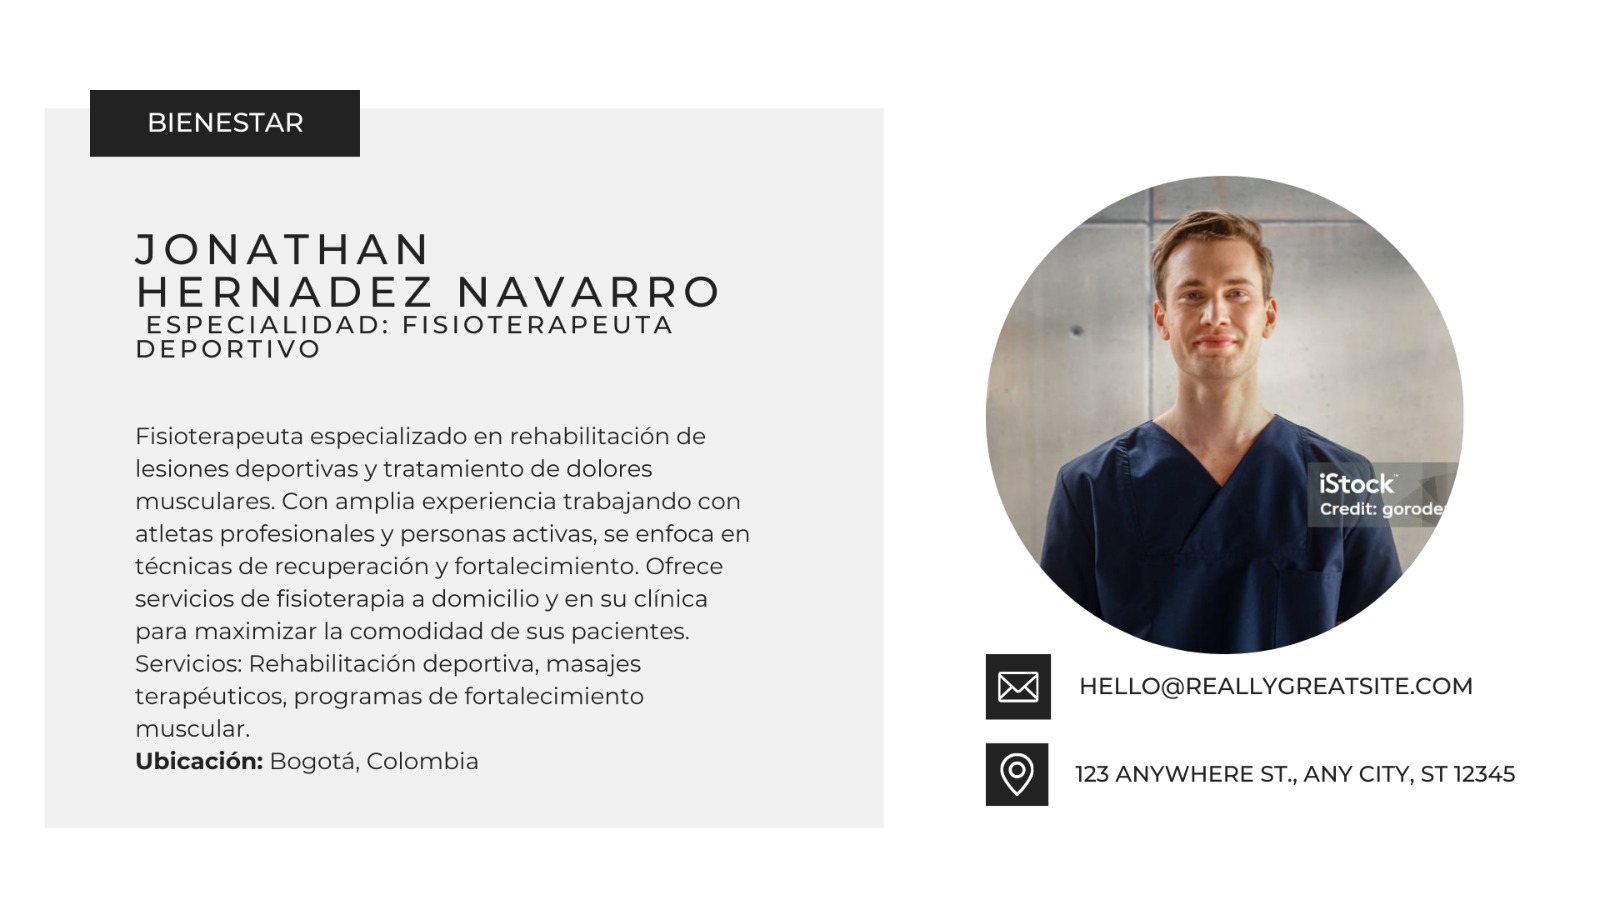 BIENESTAR
JONATHAN
HERNADEZ NAVARRO
ESPECIALIDAD: FISIOTERAPEUTA
DEPORTIVO
Fisioterapeuta especializado en rehabilitación de
lesiones deportivas y tratamiento de dolores
musculares. Con amplia experiencia trabajando con
atletas profesionales y personas activas, se enfoca en
técnicas de recuperación y fortalecimiento. Ofrece
servicios de fisioterapia a domicilio y en su clínica
para maximizar la comodidad de sus pacientes.
Servicios: Rehabilitación deportiva, masajes
terapéuticos, programas de fortalecimiento
muscular.
Ubicación: Bogotá, Colombia
iStock™
Credit:
HELLO@REALLYGREATSITE.COM
123 ANYWHERE ST., ANY CITY, ST 12345